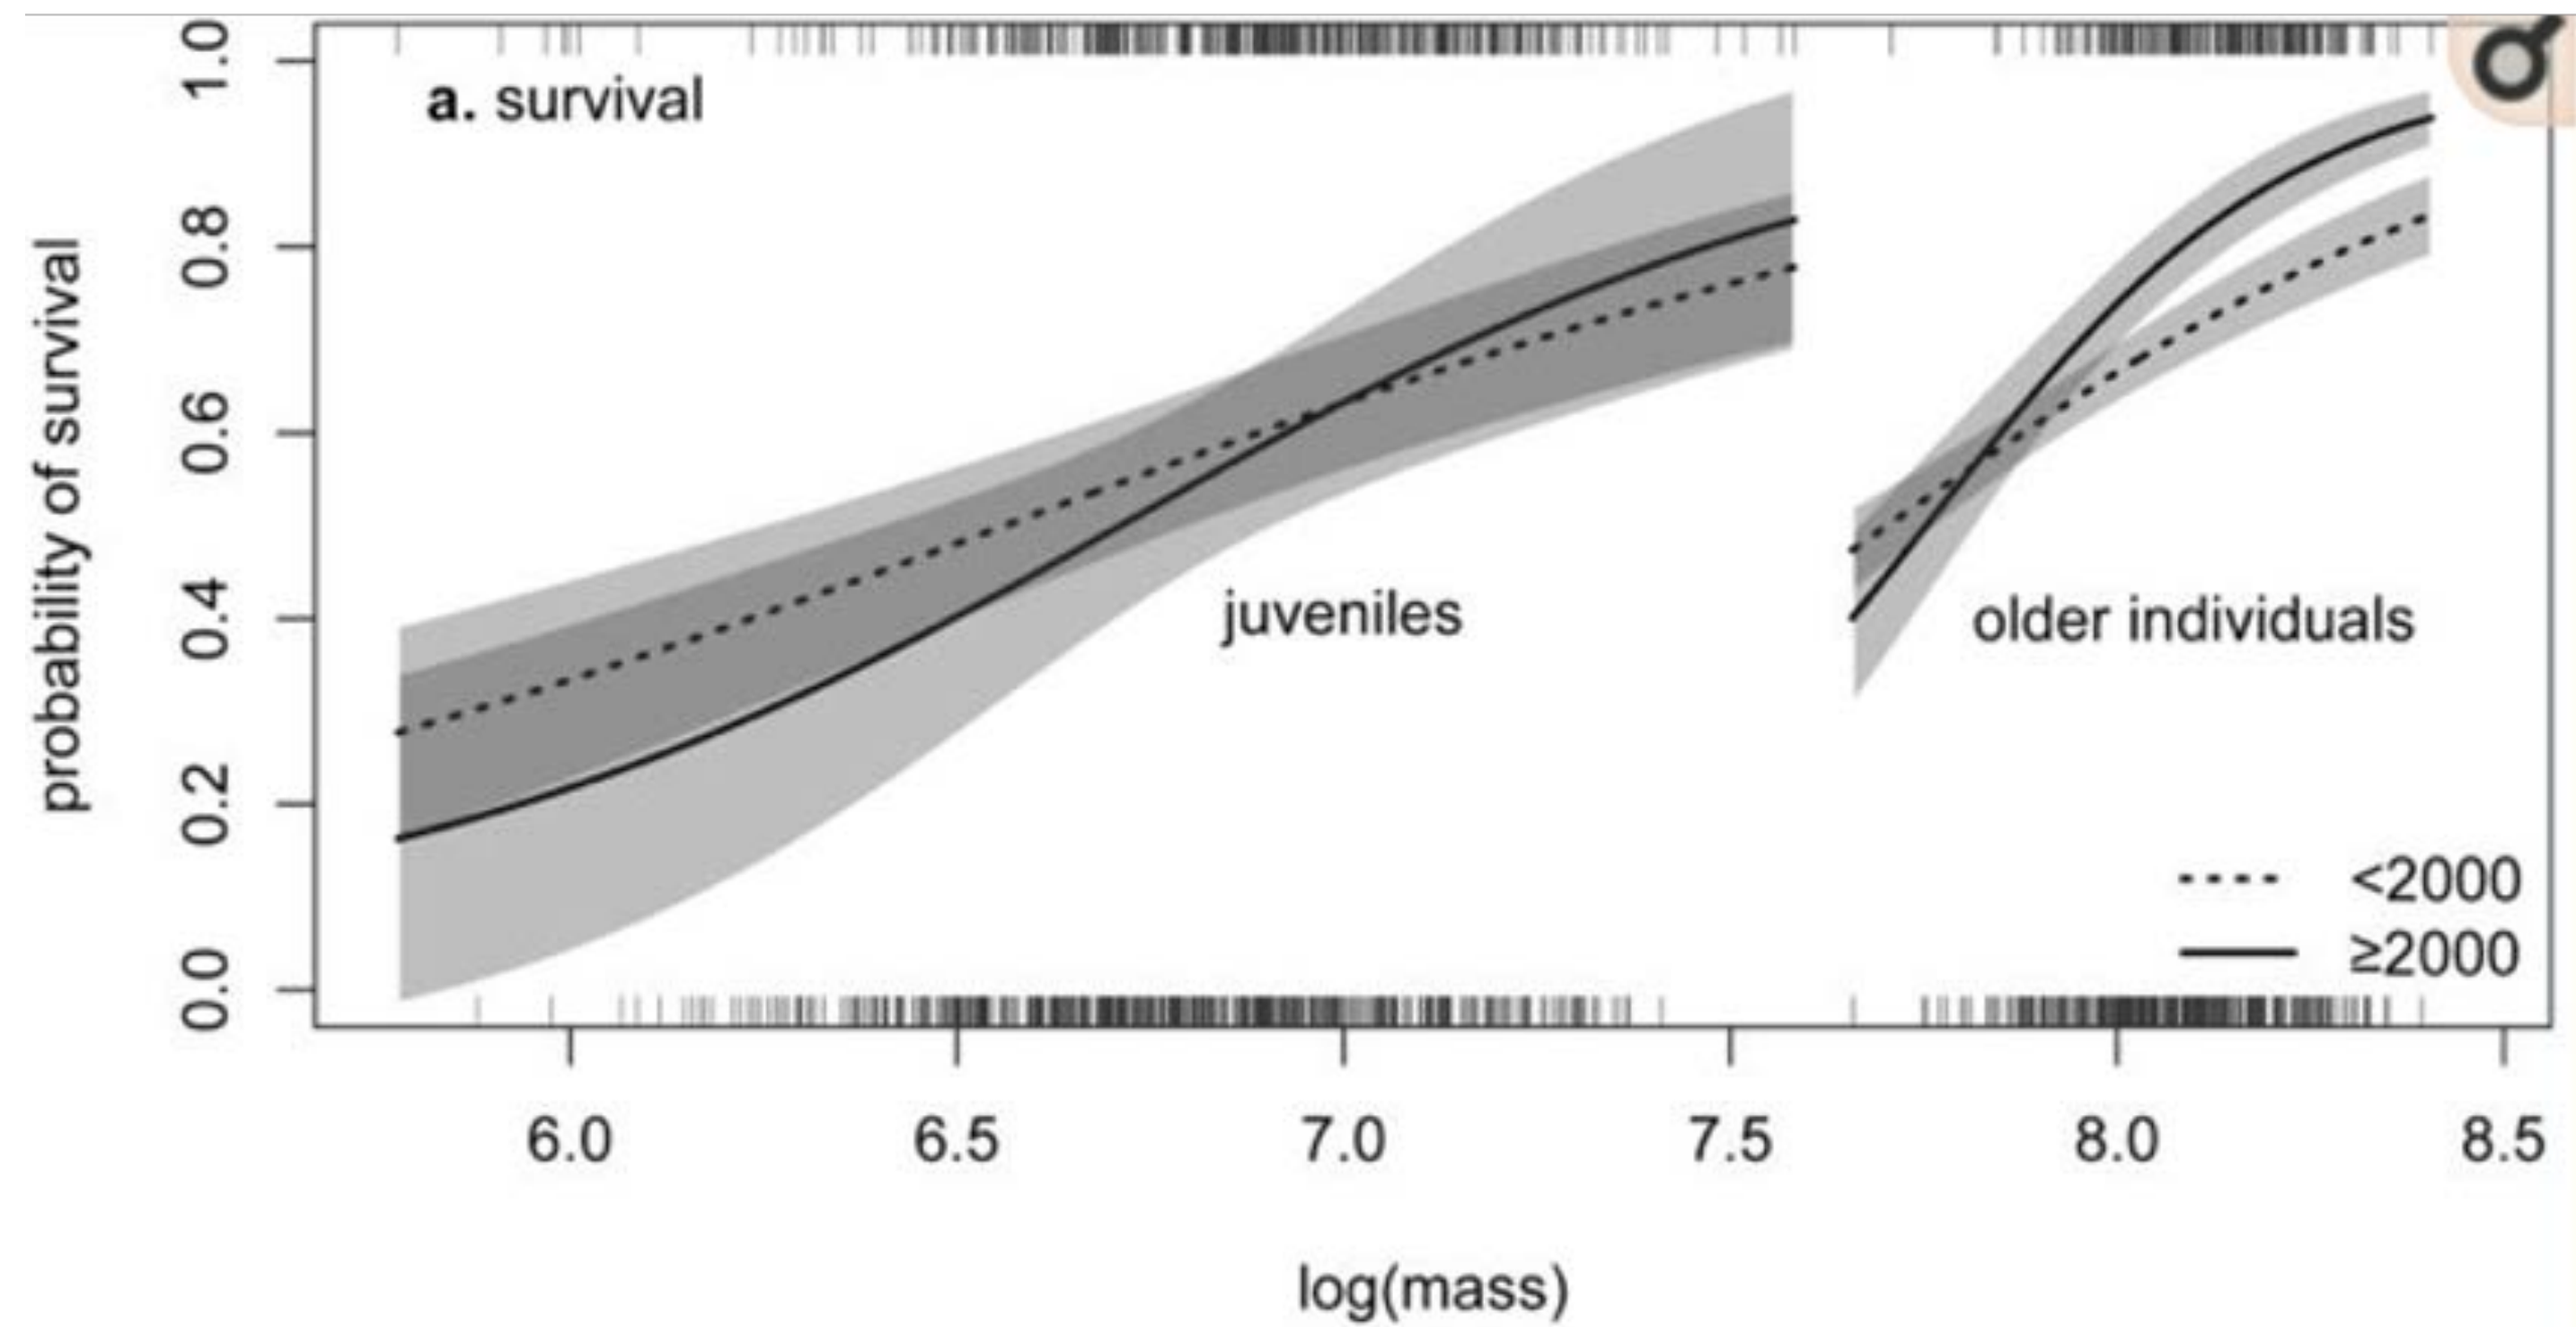 a. survival
probability of survival
1.0
0.8
0.6
0.4
0.2
0.0
juveniles
older individuals
<2000
≥2000
6.0 6.5 7.0 7.5 8.0 8.5
log(mass)